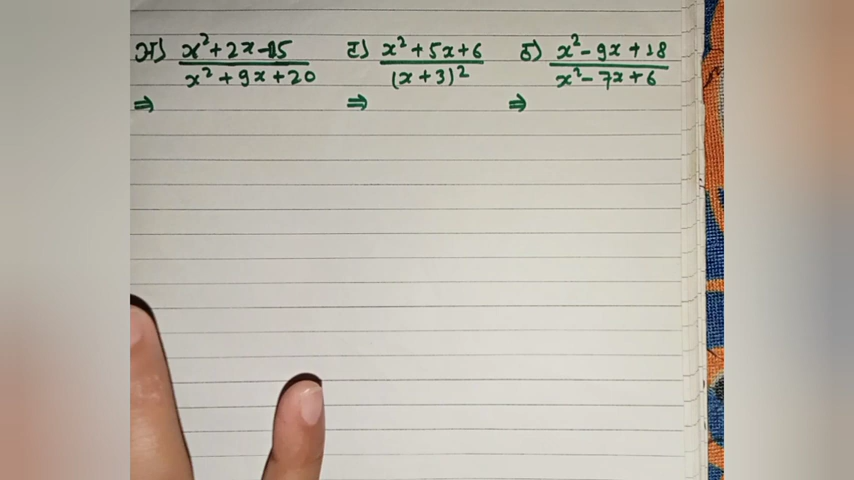 ञ) x²+2x-15 / x²+9x+20
ट) x²+5x+6 / (x+3)²
ठ) x²-9x+18 / x²-7x+6
⇒ ⇒ ⇒